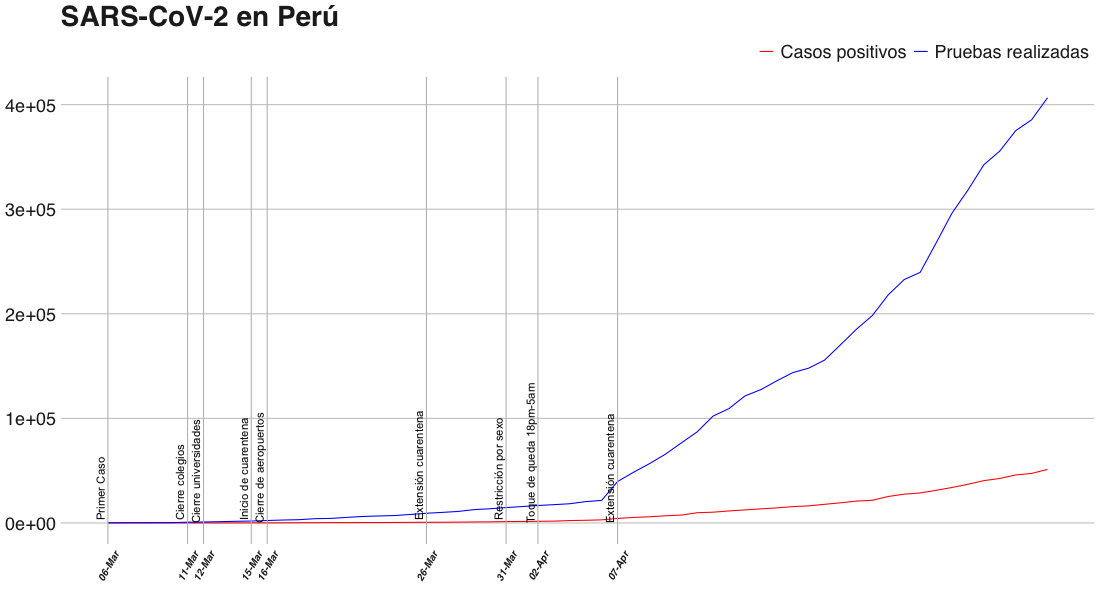 SARS-CoV-2 en Perú
Casos positivos Pruebas realizadas
4e+05
3e+05
2e+05
1e+05
0e+00
Primer Caso
Cierre colegios
Cierre universidades
Inicio de cuarentena
Cierre de aeropuertos
Extensión cuarentena
Restricción por sexo
Toque de queda 18pm-5am
Extensión cuarentena
06-Mar
11-Mar
12-Mar
15-Mar
16-Mar
26-Mar
31-Mar
02-Apr
07-Apr